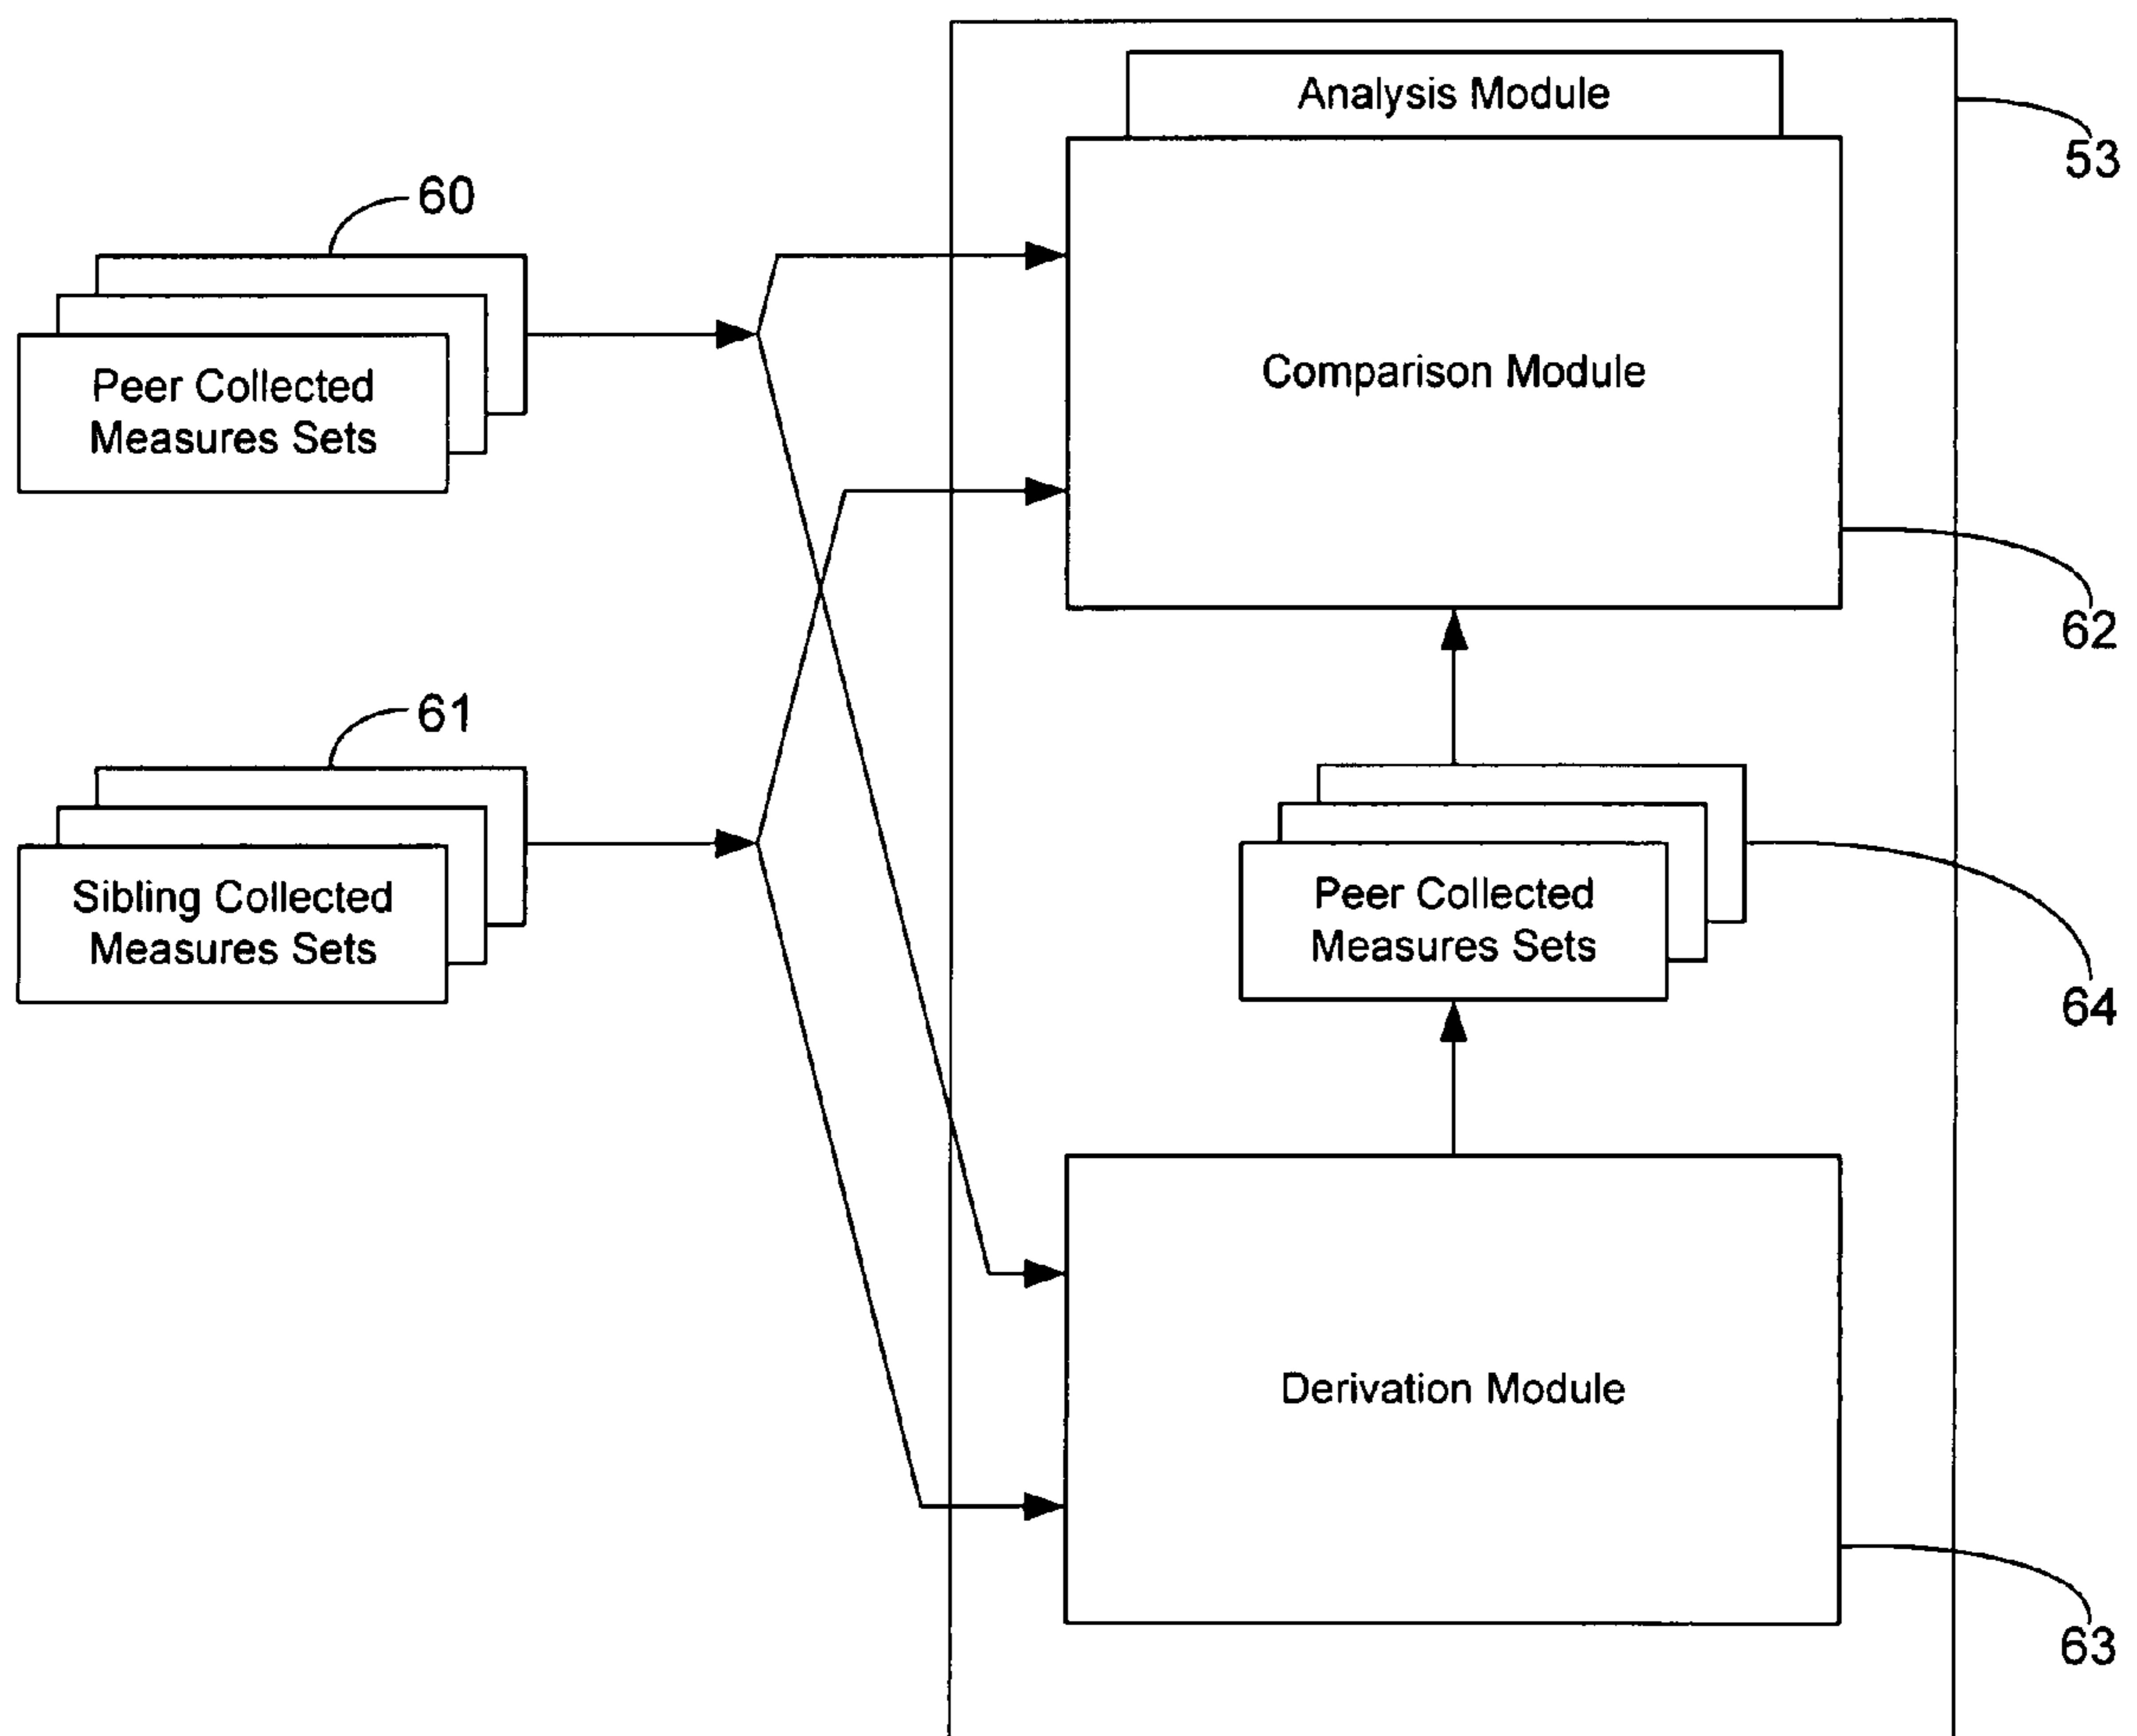 Analysis Module
53
60
Peer Collected
Measures Sets
Comparison Module
62
61
Sibling Collected
Measures Sets
Peer Collected
Measures Sets
64
Derivation Module
63